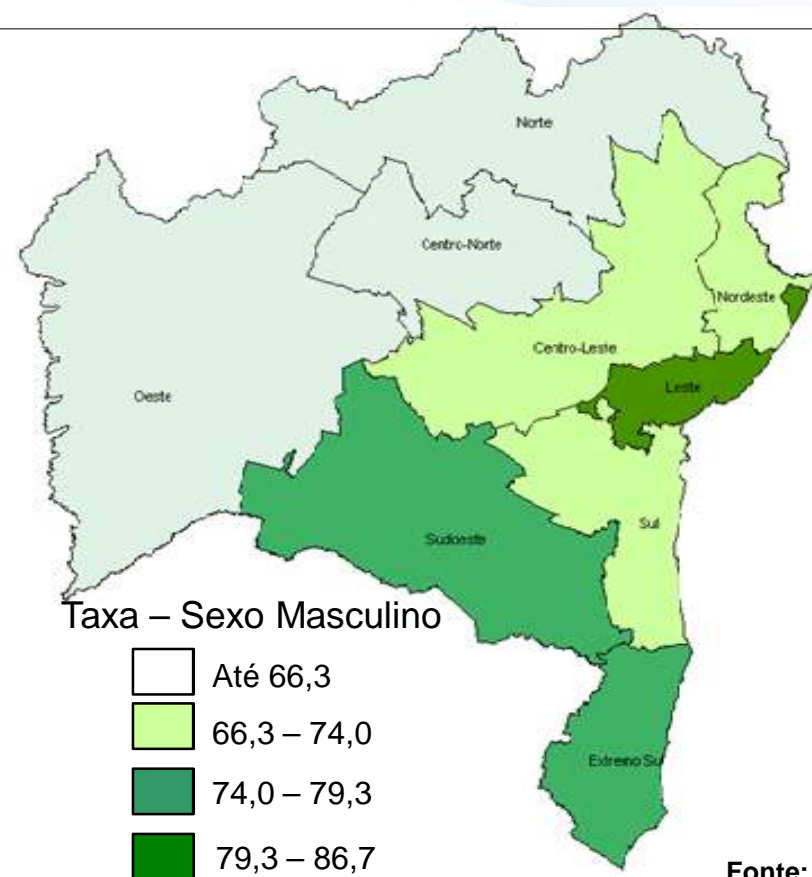 Norte
Centro-Norte
Nordeste
Centro-Leste
Leste
Oeste
Sul
Sudoeste
Taxa – Sexo Masculino
Até 66,3
66,3 – 74,0
Extremo Sul
74,0 – 79,3
79,3 – 86,7
Fonte: